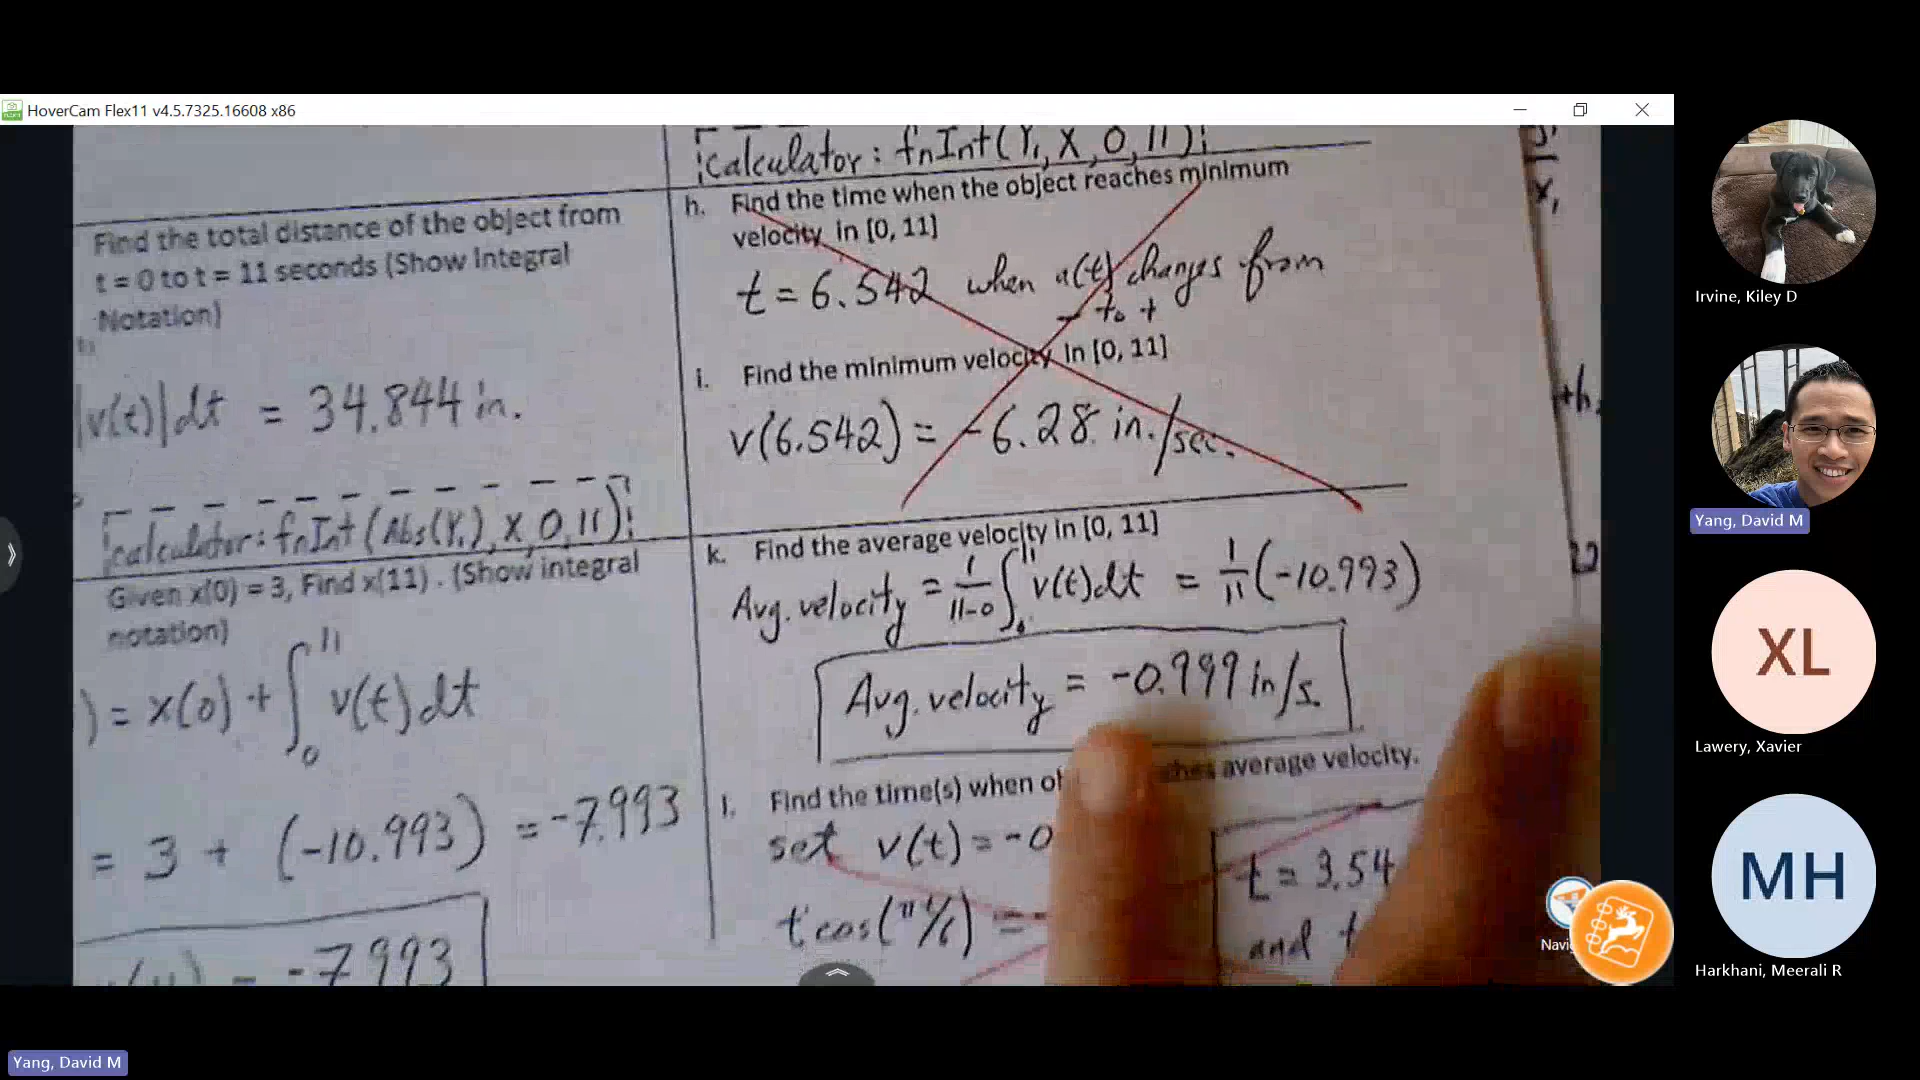 HoverCam Flex11 v4.5.7325.16608 x86
Calculator: fnInt(Y₁, X, 0, 11)
Find the total distance of the object from
t = 0 to t = 11 seconds (Show Integral
Notation)
|v(t)|dt = 34.844 in.
Calculator: fnInt(Abs(Y₁), X, 0, 11)
Given x(0) = 3, Find x(11) . (Show integral
notation)
) = x(0) + ∫₀¹¹ v(t) dt
= 3 + (-10.993) = -7.993
-7.993
h. Find the time when the object reaches minimum
velocity in [0, 11]
t = 6.542 when a(t) changes from
- to +
i. Find the minimum velocity in [0, 11]
v(6.542) = -6.28 in./sec.
k. Find the average velocity in [0, 11]
Avg. velocity = 1/(11-0) ∫₀¹¹ v(t)dt = 1/11 (-10.993)
Avg. velocity = -0.999 in/s.
l. Find the time(s) when average velocity.
set v(t) = -0
t cos(πt/6) = -
t = 3.54
and t
Irvine, Kiley D
Yang, David M
XL
Lawery, Xavier
MH
Harkhani, Meerali R
Navi
Yang, David M